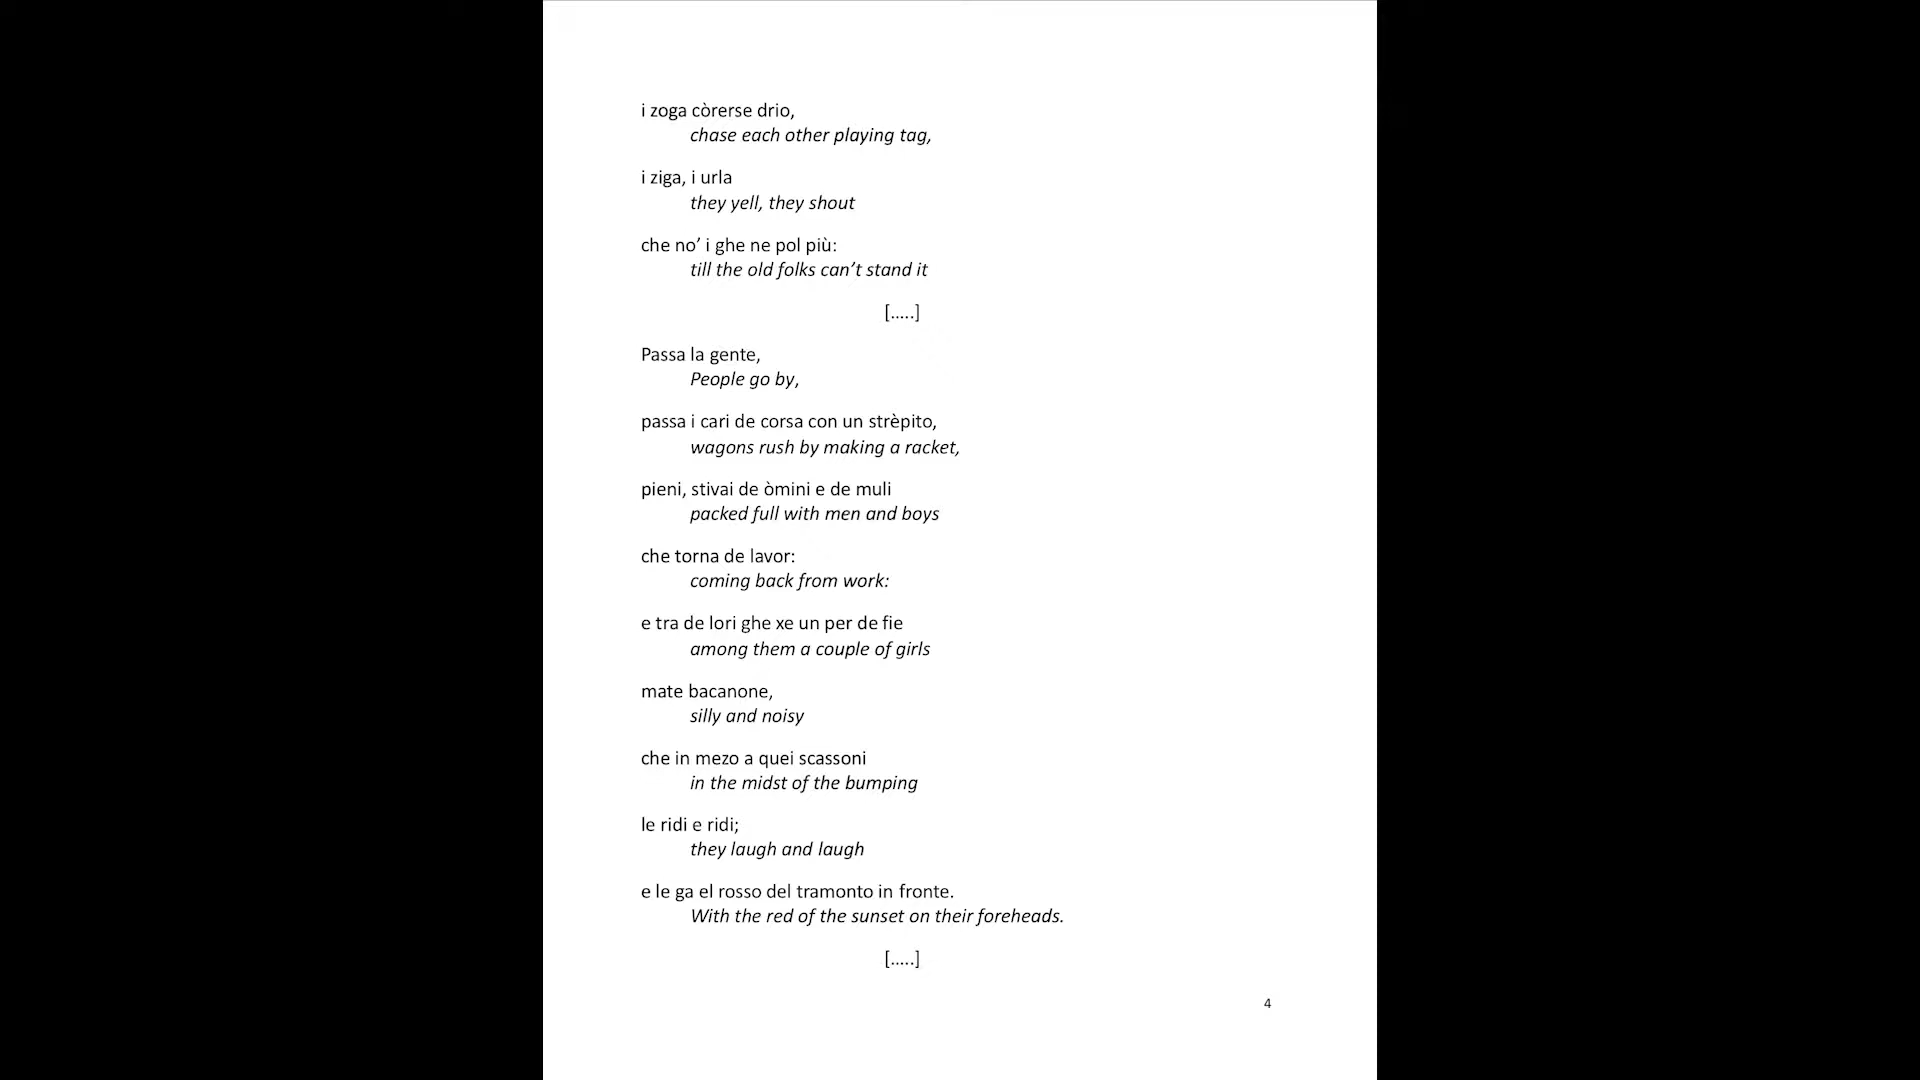 i zoga còrerse drio,
chase each other playing tag,
i ziga, i urla
they yell, they shout
che no’ i ghe ne pol più:
till the old folks can’t stand it
[.....]
Passa la gente,
People go by,
passa i cari de corsa con un strèpito,
wagons rush by making a racket,
pieni, stivai de òmini e de muli
packed full with men and boys
che torna de lavor:
coming back from work:
e tra de lori ghe xe un per de fie
among them a couple of girls
mate bacanone,
silly and noisy
che in mezo a quei scassoni
in the midst of the bumping
le ridi e ridi;
they laugh and laugh
e le ga el rosso del tramonto in fronte.
With the red of the sunset on their foreheads.
[.....]
4